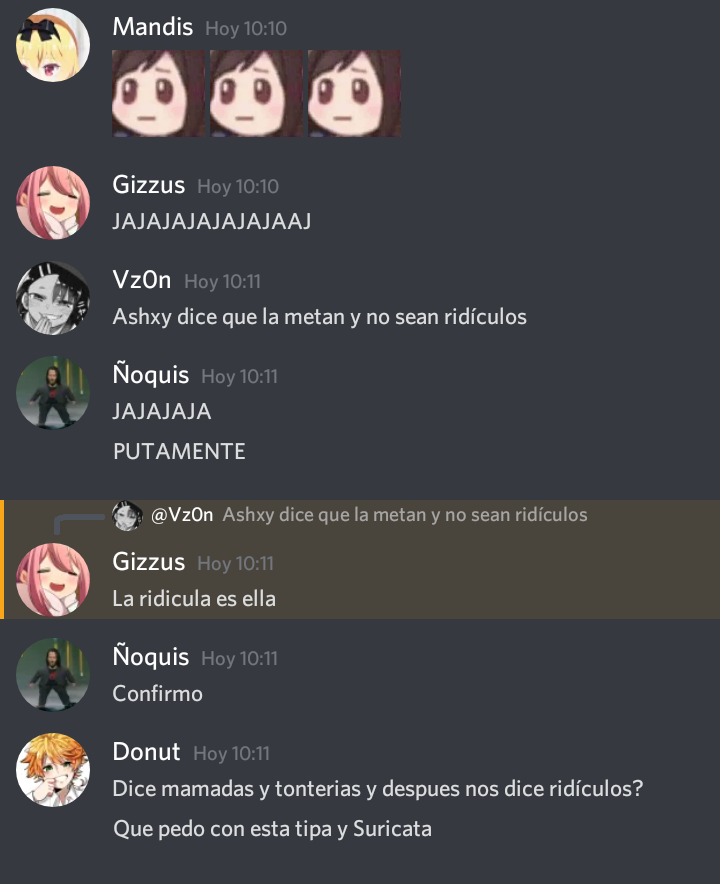 Mandis Hoy 10:10
Gizzus Hoy 10:10
JAJAJAJAJAJAJAAJ
Vz0n Hoy 10:11
Ashxy dice que la metan y no sean ridículos
Ñoquis Hoy 10:11
JAJAJAJA
PUTAMENTE
@Vz0n Ashxy dice que la metan y no sean ridículos
Gizzus Hoy 10:11
La ridicula es ella
Ñoquis Hoy 10:11
Confirmo
Donut Hoy 10:11
Dice mamadas y tonterias y despues nos dice ridículos?
Que pedo con esta tipa y Suricata